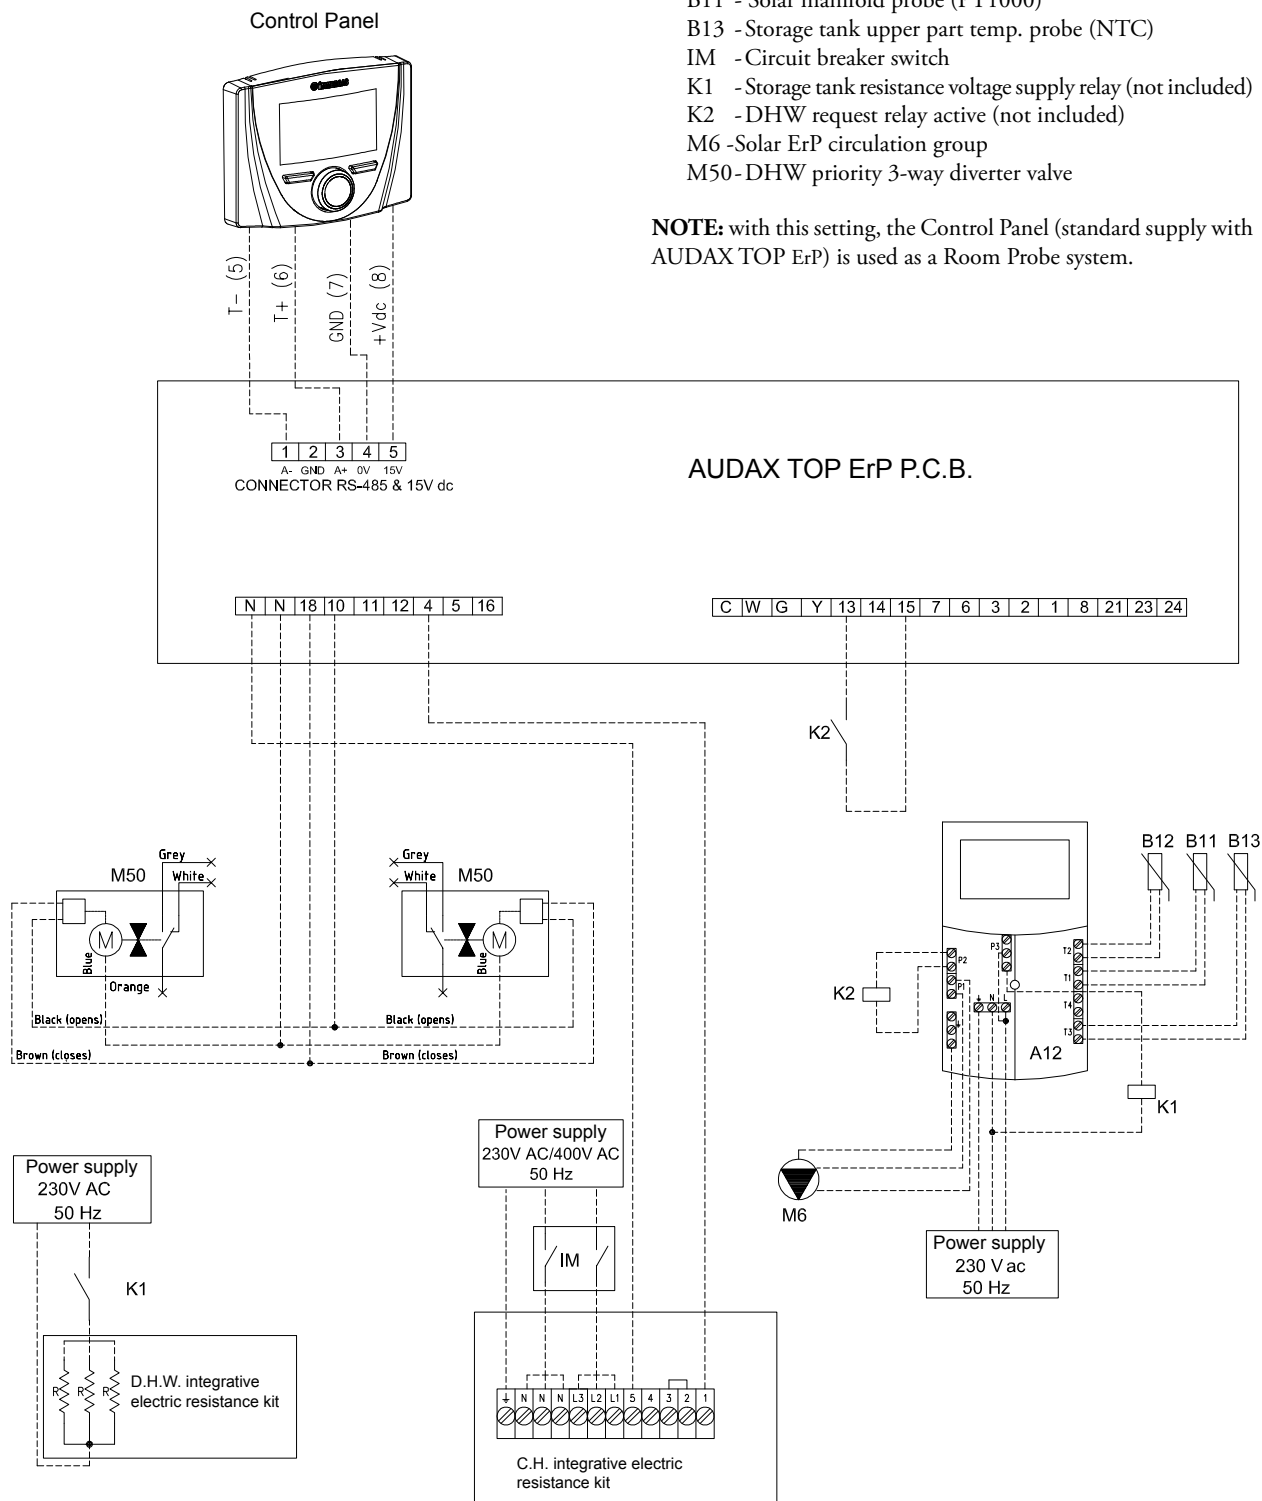 Control Panel
B11 - Solar manifold probe (PT1000)
B13 - Storage tank upper part temp. probe (NTC)
IM - Circuit breaker switch
K1 - Storage tank resistance voltage supply relay (not included)
K2 - DHW request relay active (not included)
M6 -Solar ErP circulation group
M50 - DHW priority 3-way diverter valve
NOTE: with this setting, the Control Panel (standard supply with
AUDAX TOP ErP) is used as a Room Probe system.
T- (5)
T+ (6)
GND (7)
+Vdc (8)
1 2 3 4 5
A- GND A+ 0V 15V
CONNECTOR RS-485 & 15V dc
AUDAX TOP ErP P.C.B.
N N 18 10 11 12 4 5 16
C W G Y 13 14 15 7 6 3 2 1 8 21 23 24
K2
Grey
White
M50
M
Blue
Orange
Black (opens)
Brown (closes)
Grey
White
M50
M
Blue
Black (opens)
Brown (closes)
B12 B11 B13
K2
P2
P1
P3
N L
T2
T1
T4
T3
A12
K1
M6
Power supply
230 V ac
50 Hz
Power supply
230V AC
50 Hz
K1
R R R
D.H.W. integrative
electric resistance kit
Power supply
230V AC/400V AC
50 Hz
IM
N N N L3 L2 L1 5 4 3 2 1
C.H. integrative electric
resistance kit